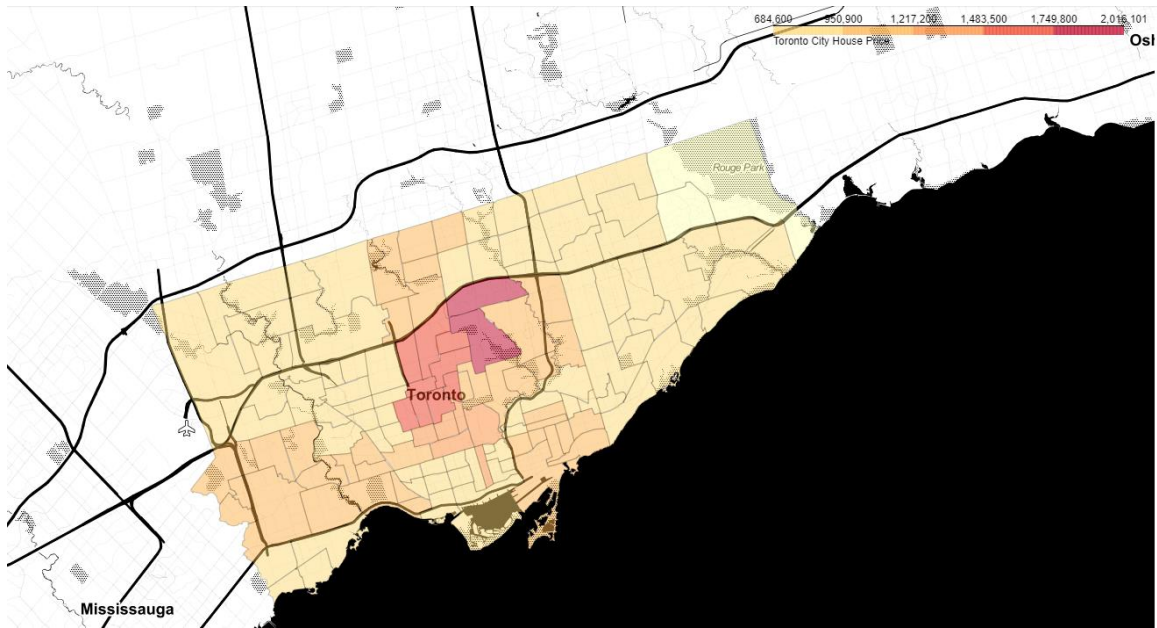 684,600 950,900 1,217,200 1,483,500 1,749,800 2,016,101
Toronto City House Price
Osh
Rouge Park
Toronto
Mississauga